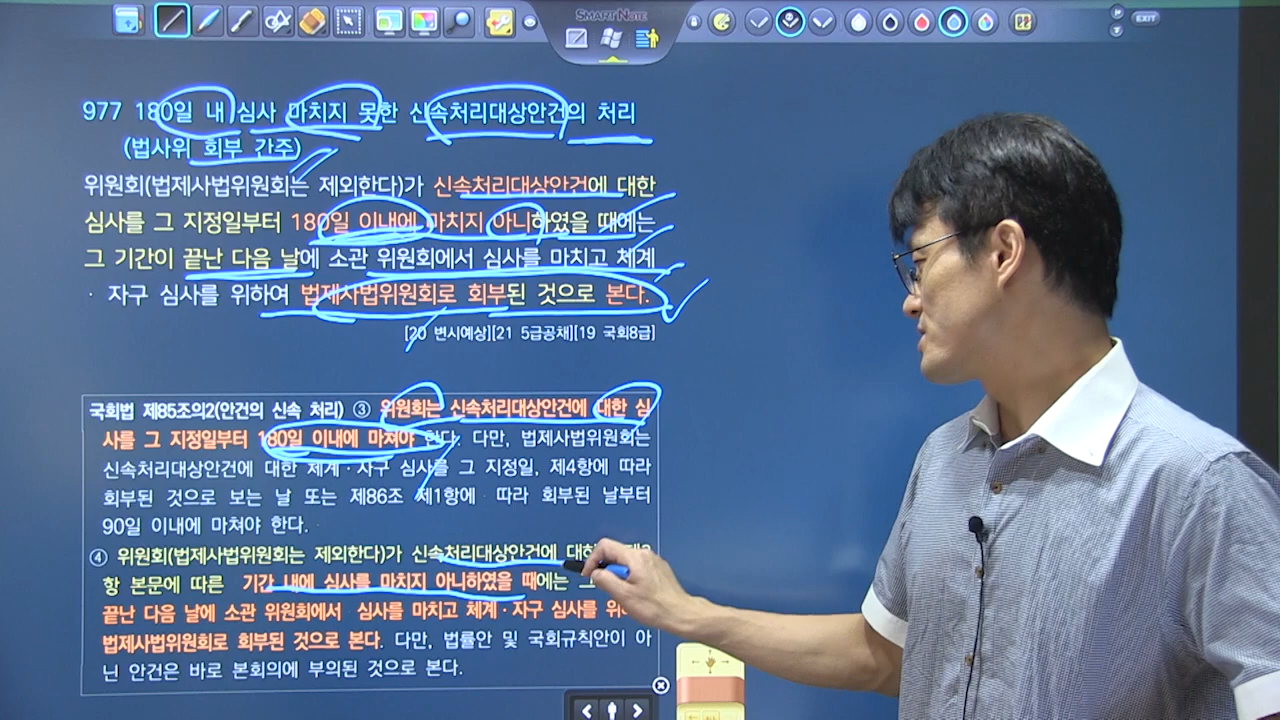 SMARTNOTE
EXIT
977 180일 내 심사 마치지 못한 신속처리대상안건의 처리
(법사위 회부 간주)
위원회(법제사법위원회는 제외한다)가 신속처리대상안건에 대한
심사를 그 지정일부터 180일 이내에 마치지 아니하였을 때에는
그 기간이 끝난 다음 날에 소관 위원회에서 심사를 마치고 체계
· 자구 심사를 위하여 법제사법위원회로 회부된 것으로 본다.
[20 변시예상][21 5급공채][19 국회8급]
국회법 제85조의2(안건의 신속 처리) ③ 위원회는 신속처리대상안건에 대한 심
사를 그 지정일부터 180일 이내에 마쳐야 한다. 다만, 법제사법위원회는
신속처리대상안건에 대한 체계·자구 심사를 그 지정일, 제4항에 따라
회부된 것으로 보는 날 또는 제86조 제1항에 따라 회부된 날부터
90일 이내에 마쳐야 한다.
④ 위원회(법제사법위원회는 제외한다)가 신속처리대상안건에
항 본문에 따른 기간 내에 심사를 마치지 아니하였을 때에는 그
끝난 다음 날에 소관 위원회에서 심사를 마치고 체계·자구 심사를
법제사법위원회로 회부된 것으로 본다. 다만, 법률안 및 국회규칙안이 아
닌 안건은 바로 본회의에 부의된 것으로 본다.